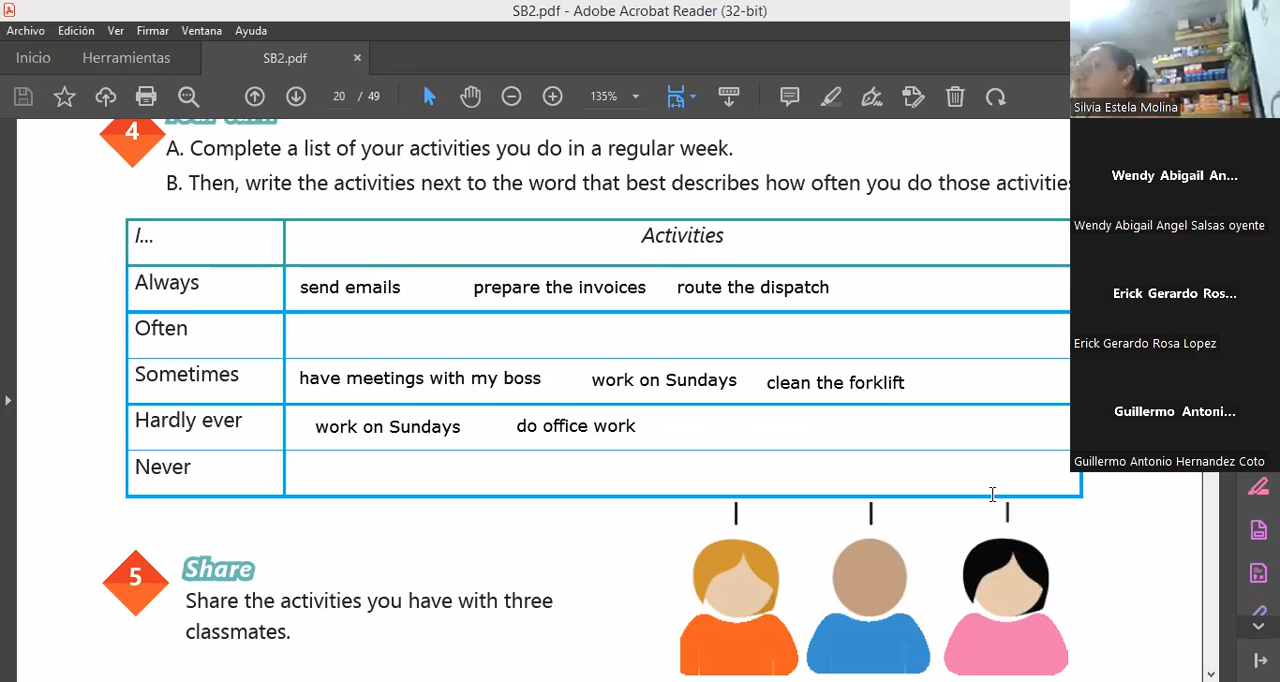 SB2.pdf - Adobe Acrobat Reader (32-bit)
Archivo Edición Ver Firmar Ventana Ayuda
Inicio Herramientas SB2.pdf ×
20 / 49 135%
Silvia Estela Molina
4
A. Complete a list of your activities you do in a regular week.
B. Then, write the activities next to the word that best describes how often you do those activities
Wendy Abigail An...
Wendy Abigail Angel Salsas oyente
I... Activities
Always send emails prepare the invoices route the dispatch
Erick Gerardo Ros...
Often
Erick Gerardo Rosa Lopez
Sometimes have meetings with my boss work on Sundays clean the forklift
Hardly ever work on Sundays do office work
Guillermo Antoni...
Never
Guillermo Antonio Hernandez Coto
5 Share
Share the activities you have with three
classmates.